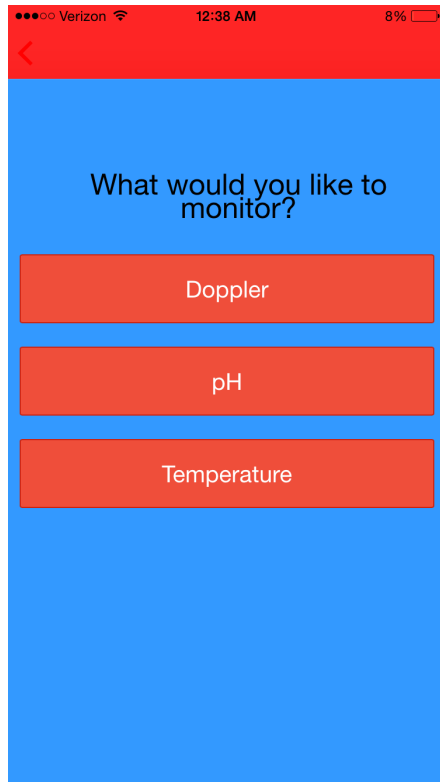 Verizon 12:38 AM 8%
What would you like to
monitor?
Doppler
pH
Temperature